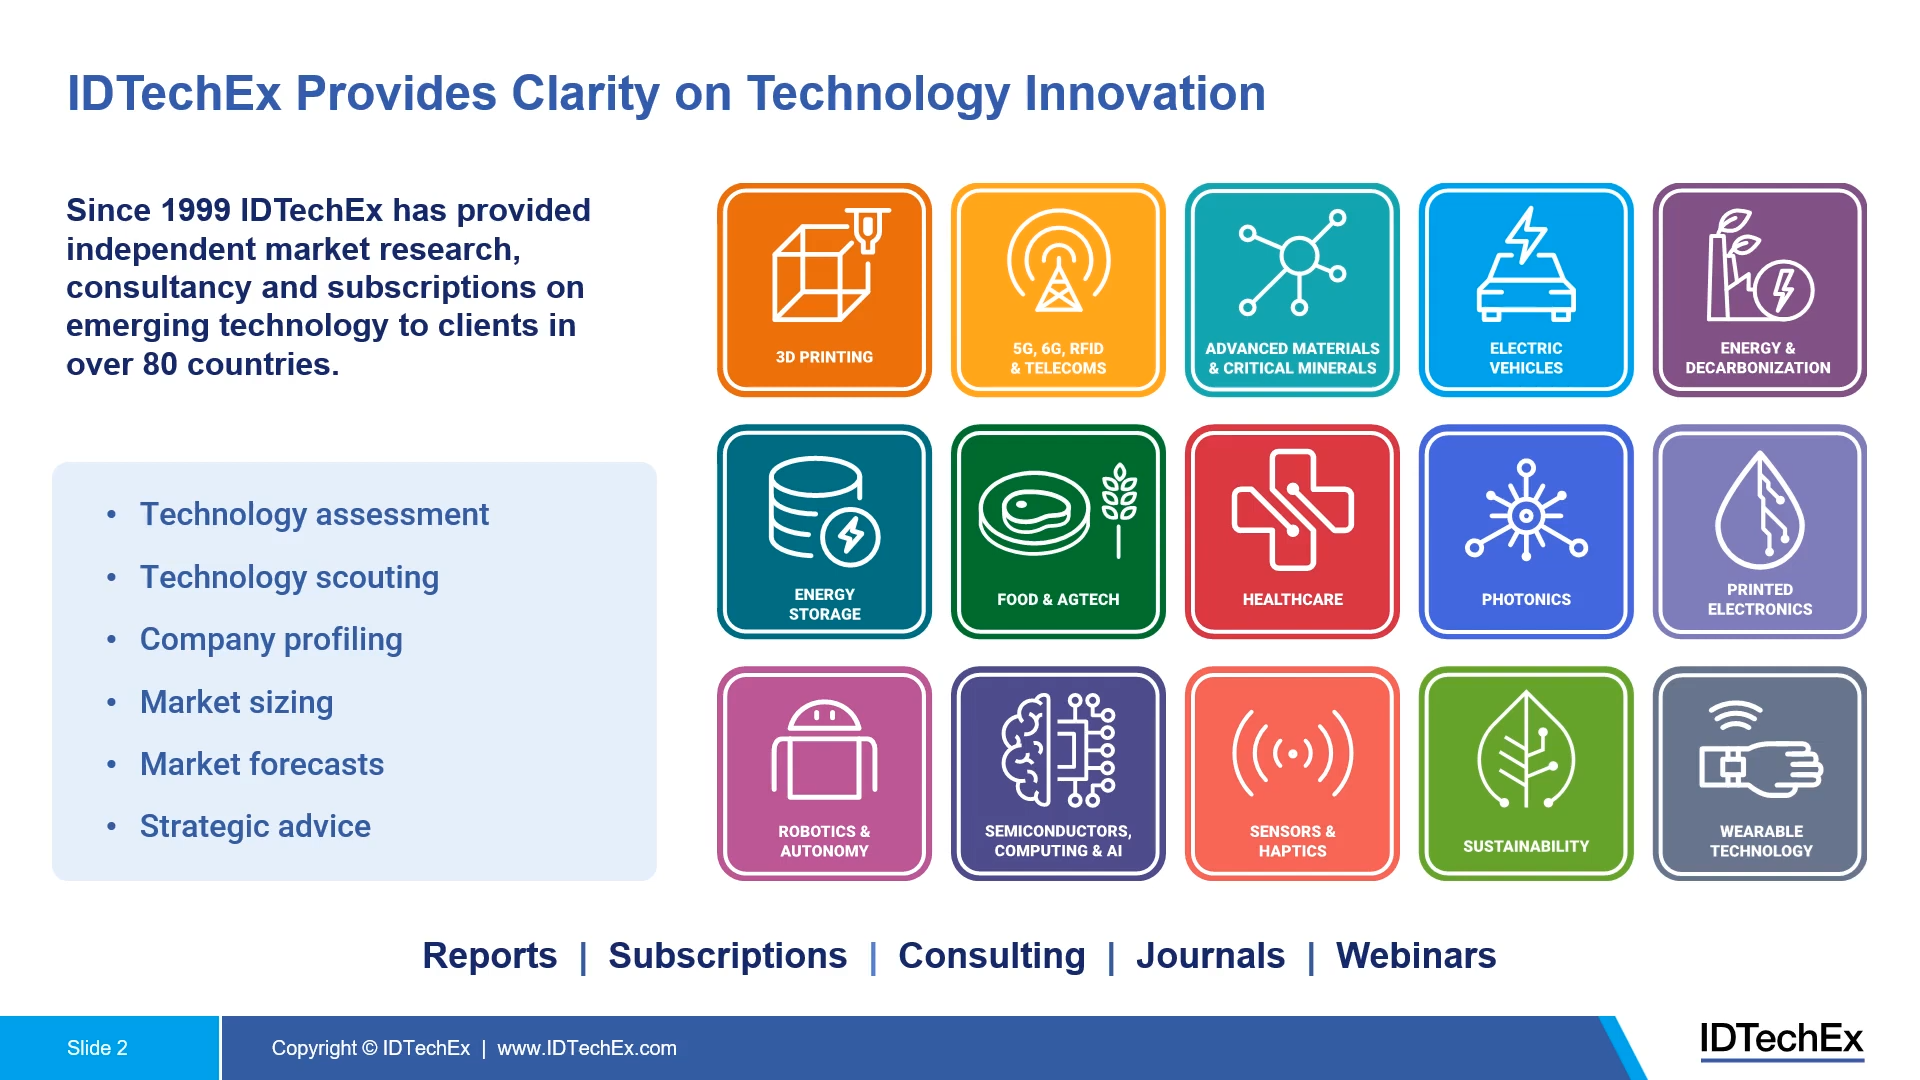 IDTechEx Provides Clarity on Technology Innovation
Since 1999 IDTechEx has provided
independent market research,
consultancy and subscriptions on
emerging technology to clients in
over 80 countries.
• Technology assessment
• Technology scouting
• Company profiling
• Market sizing
• Market forecasts
• Strategic advice
3D PRINTING
5G, 6G, RFID
& TELECOMS
ADVANCED MATERIALS
& CRITICAL MINERALS
ELECTRIC
VEHICLES
ENERGY &
DECARBONIZATION
ENERGY
STORAGE
FOOD & AGTECH
HEALTHCARE
PHOTONICS
PRINTED
ELECTRONICS
ROBOTICS &
AUTONOMY
SEMICONDUCTORS,
COMPUTING & AI
SENSORS &
HAPTICS
SUSTAINABILITY
WEARABLE
TECHNOLOGY
Reports | Subscriptions | Consulting | Journals | Webinars
Slide 2
Copyright © IDTechEx | www.IDTechEx.com
IDTechEx